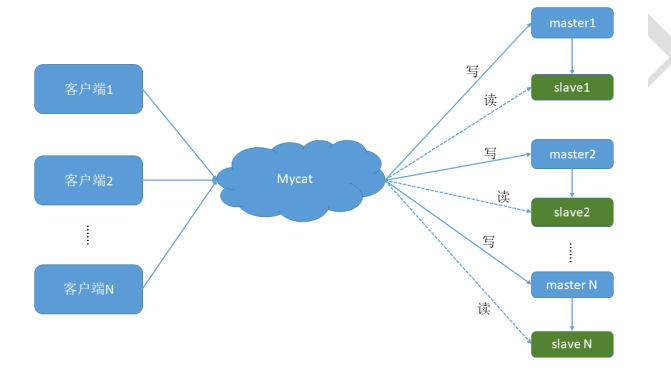 客户端1
客户端2
客户端N
Mycat
写
读
写
读
写
读
master1
slave1
master2
slave2
master N
slave N